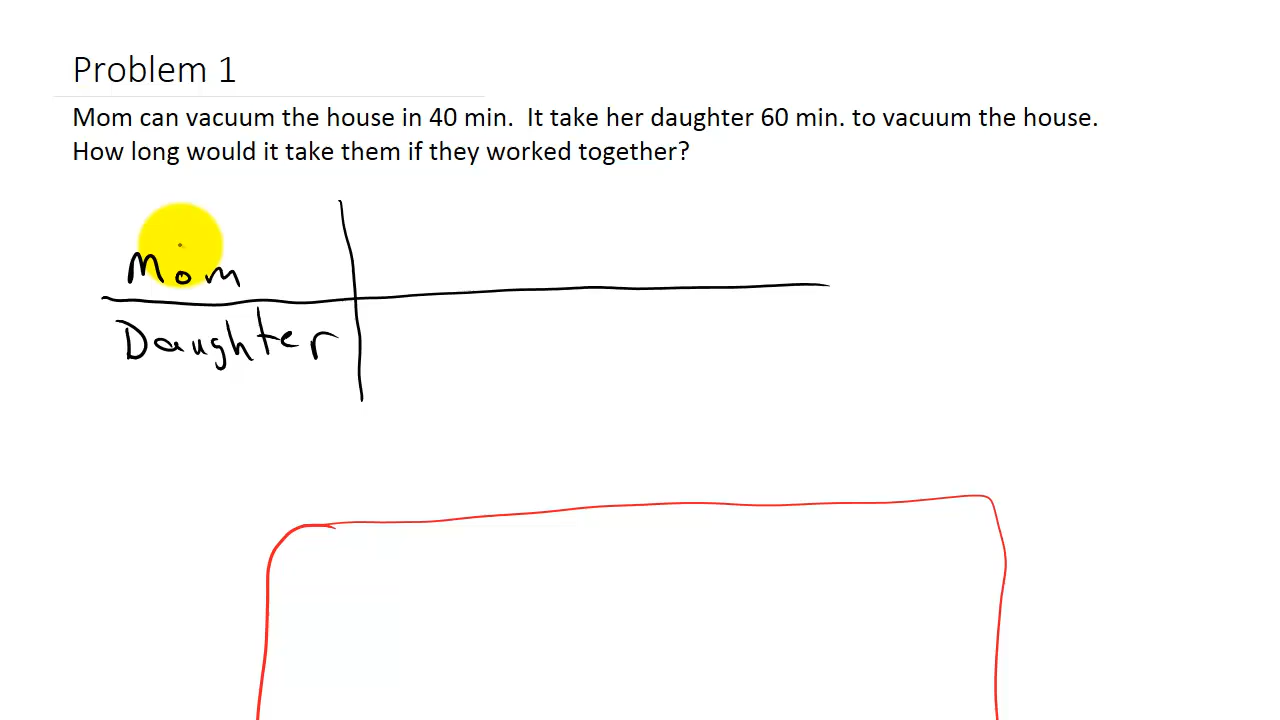 Problem 1
Mom can vacuum the house in 40 min.  It take her daughter 60 min. to vacuum the house.
How long would it take them if they worked together?
Mom
Daughter